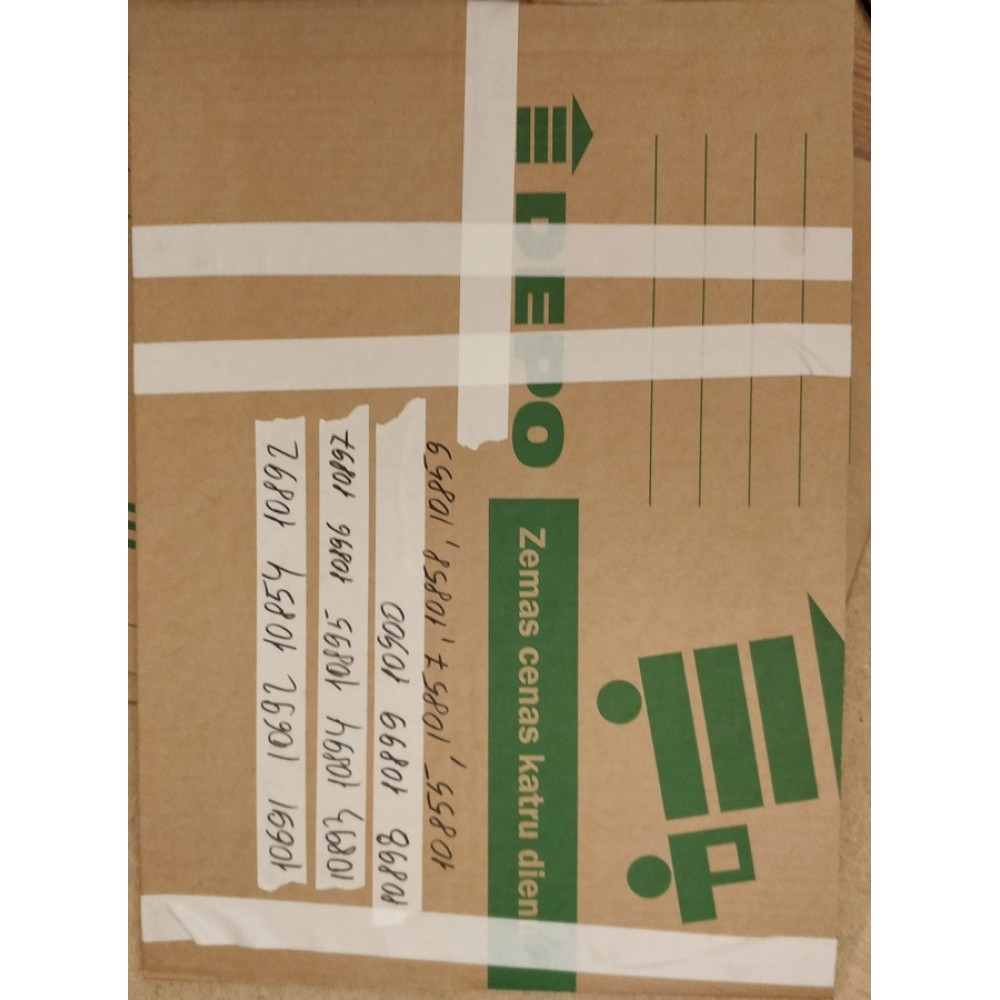 DEPO
Zemas cenas katru dien
10691 10692 10854 10892
10893 10894 10895 10896 10897
10898 10899 10900
10855, 10857, 10858, 10859